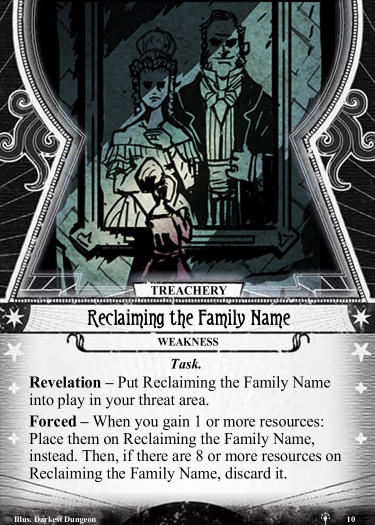 TREACHERY
Reclaiming the Family Name
WEAKNESS
Task.
Revelation – Put Reclaiming the Family Name
into play in your threat area.
Forced – When you gain 1 or more resources:
Place them on Reclaiming the Family Name,
instead. Then, if there are 8 or more resources on
Reclaiming the Family Name, discard it.
Illus. Darkest Dungeon
10